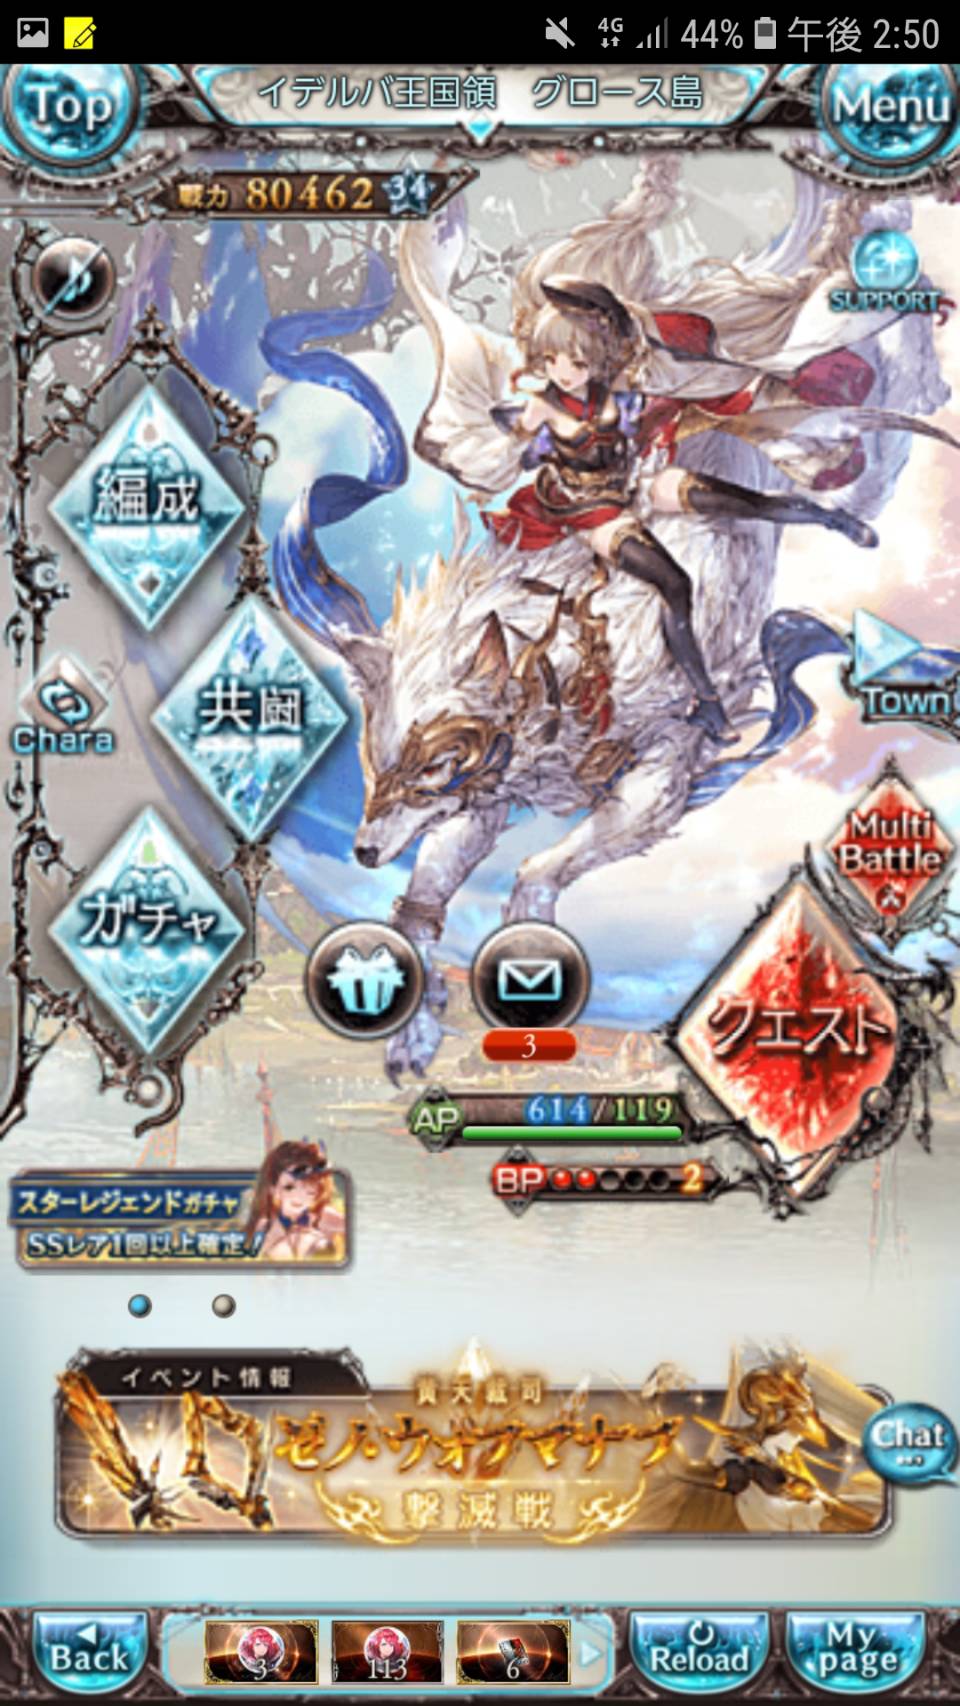 4G 44% 午後 2:50
Top
イデルバ王国領 グロース島
Menu
戦力 80462 34
SUPPORT
編成
共闘
Chara
Town
Multi
Battle
ガチャ
クエスト
3
AP 614/119
BP 2
スターレジェンドガチャ
SSレア1回以上確定!
イベント情報
黄天裁司
ゼノ・ウォフマナフ
撃滅戦
Chat
Back
3
113
6
Reload
My
page